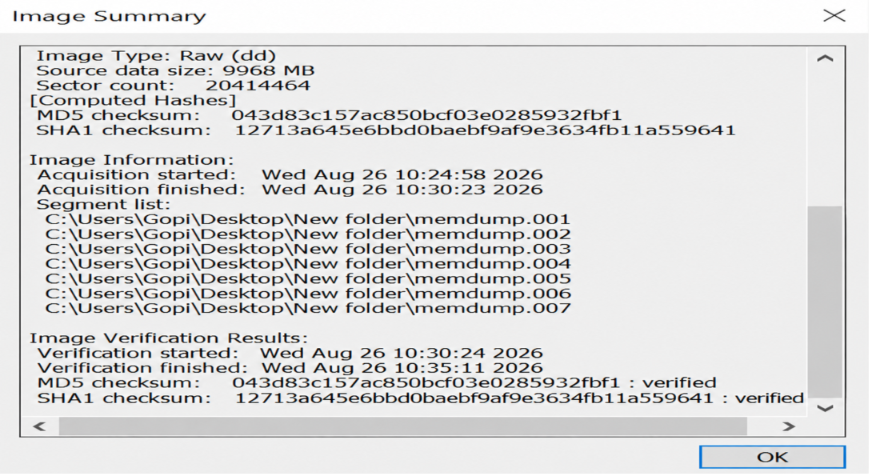 Image Summary
Image Type: Raw (dd)
Source data size: 9968 MB
Sector count: 20414464
[Computed Hashes]
MD5 checksum: 043d83c157ac850bcf03e0285932fbf1
SHA1 checksum: 12713a645e6bbd0baebf9af9e3634fb11a559641
Image Information:
Acquisition started: Wed Aug 26 10:24:58 2026
Acquisition finished: Wed Aug 26 10:30:23 2026
Segment list:
C:\Users\Gopi\Desktop\New folder\memdump.001
C:\Users\Gopi\Desktop\New folder\memdump.002
C:\Users\Gopi\Desktop\New folder\memdump.003
C:\Users\Gopi\Desktop\New folder\memdump.004
C:\Users\Gopi\Desktop\New folder\memdump.005
C:\Users\Gopi\Desktop\New folder\memdump.006
C:\Users\Gopi\Desktop\New folder\memdump.007
Image Verification Results:
Verification started: Wed Aug 26 10:30:24 2026
Verification finished: Wed Aug 26 10:35:11 2026
MD5 checksum: 043d83c157ac850bcf03e0285932fbf1 : verified
SHA1 checksum: 12713a645e6bbd0baebf9af9e3634fb11a559641 : verified
OK